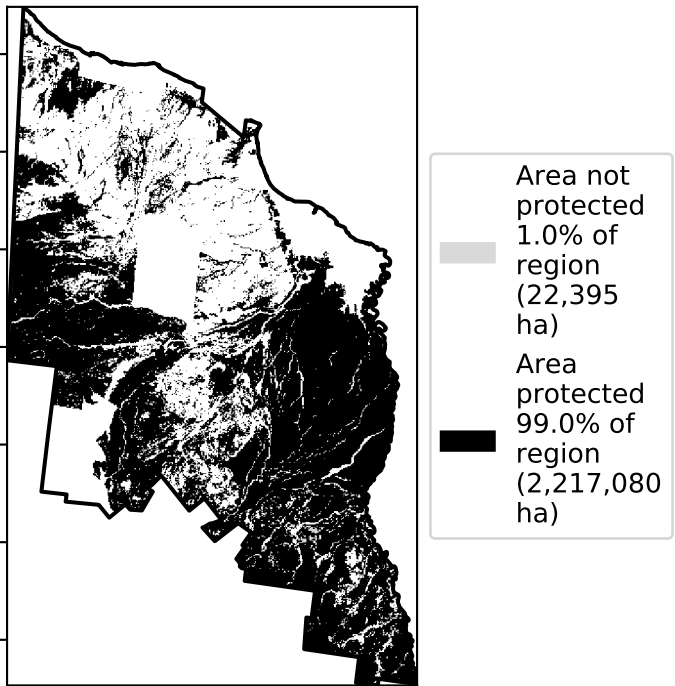 Area not
protected
1.0% of
region
(22,395
ha)
Area
protected
99.0% of
region
(2,217,080
ha)